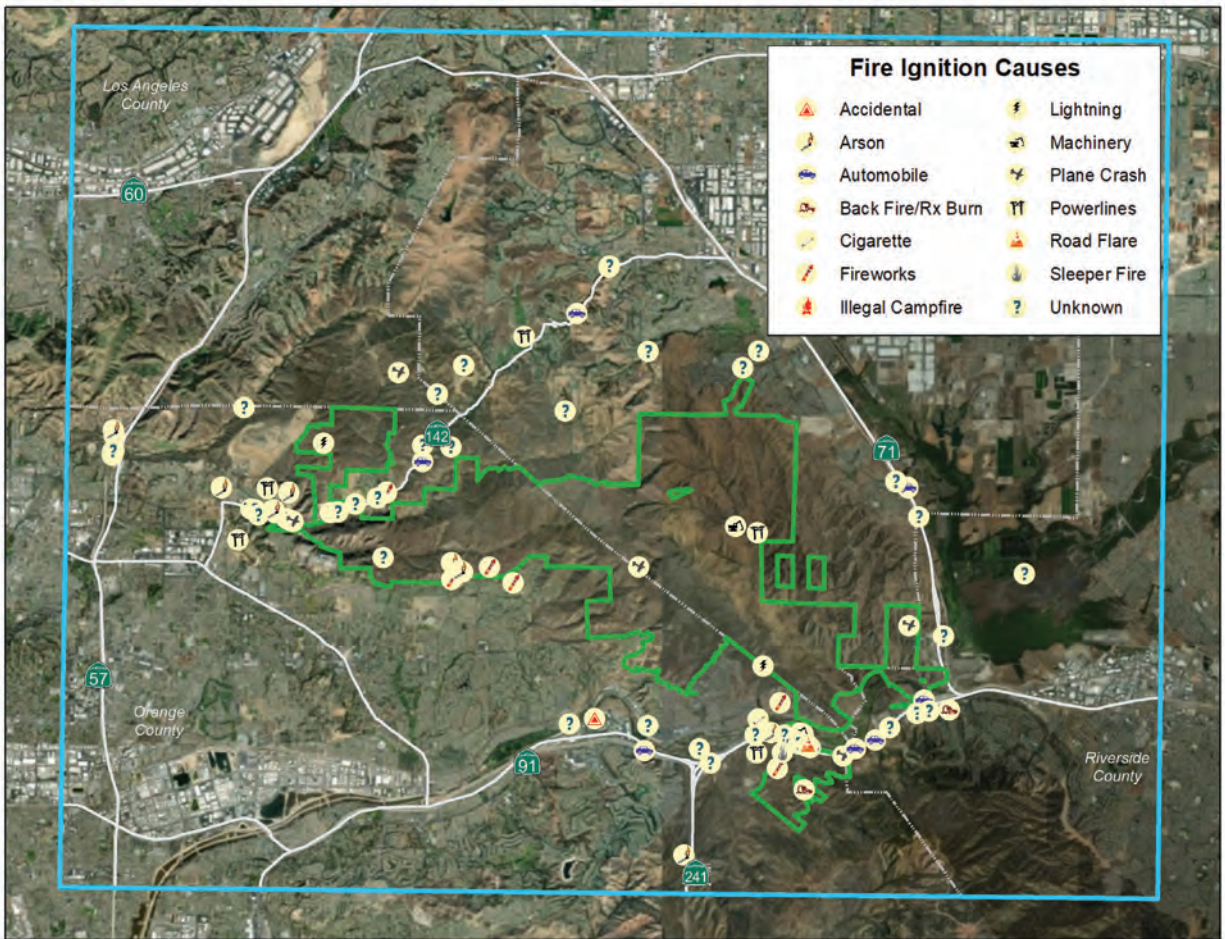 Fire Ignition Causes
Accidental
Lightning
Arson
Machinery
Automobile
Plane Crash
Back Fire/Rx Burn
Powerlines
Cigarette
Road Flare
Fireworks
Sleeper Fire
Illegal Campfire
? Unknown
Los Angeles
County
60
142
71
57
Orange
County
91
Riverside
County
241